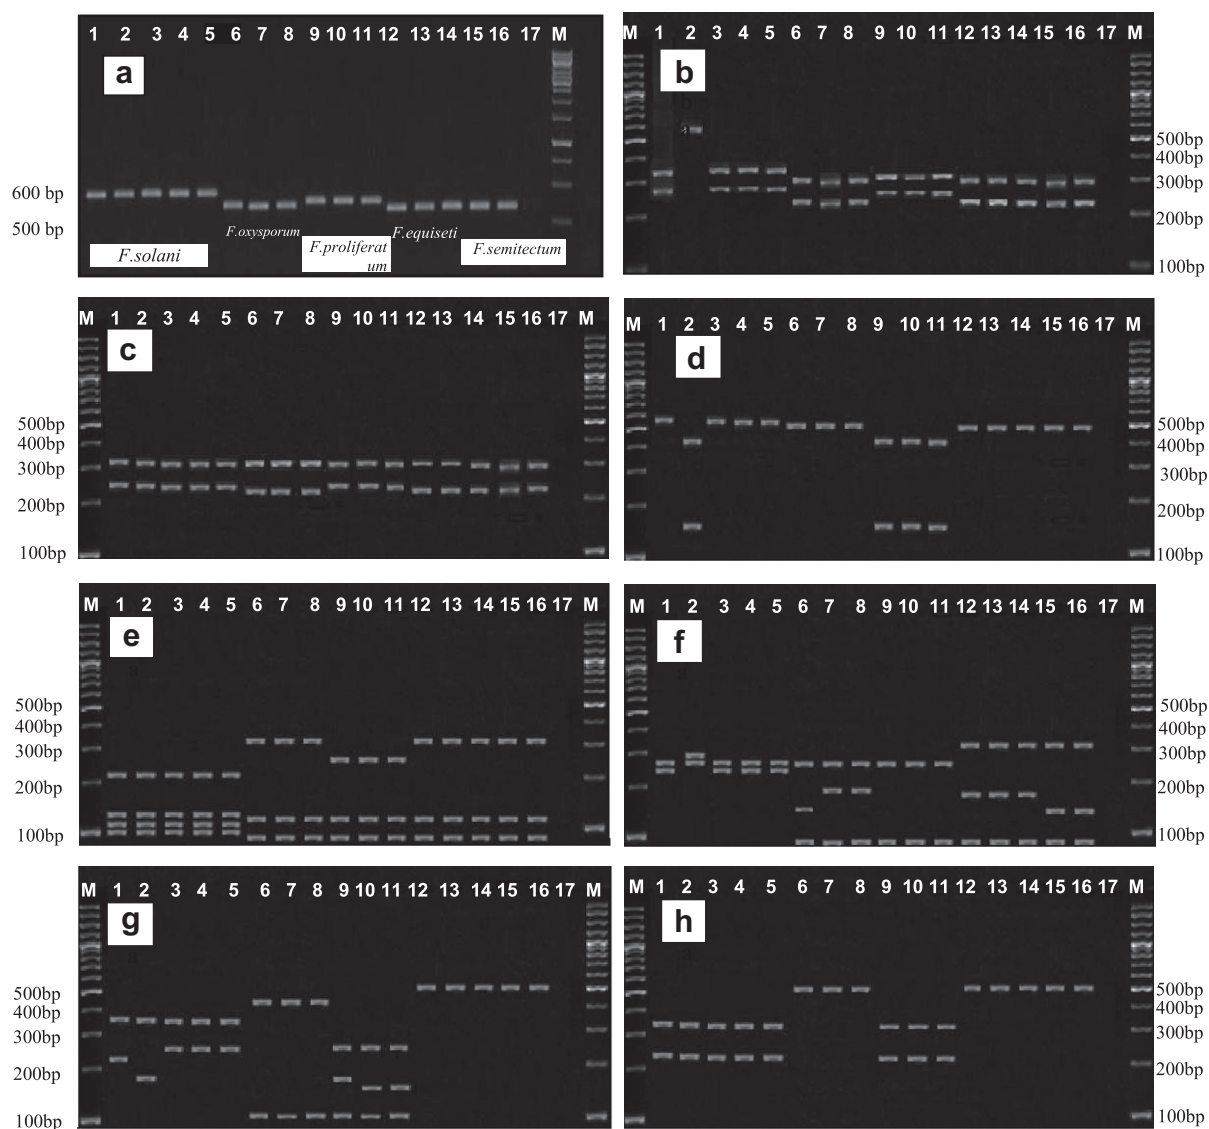 1 2 3 4 5 6 7 8 9 10 11 12 13 14 15 16 17 M
a
600 bp
500 bp
F.solani
F.oxysporum
F.proliferat
um
F.equiseti
F.semitectum
M 1 2 3 4 5 6 7 8 9 10 11 12 13 14 15 16 17 M
b
500bp
400bp
300bp
200bp
100bp
M 1 2 3 4 5 6 7 8 9 10 11 12 13 14 15 16 17 M
c
500bp
400bp
300bp
200bp
100bp
M 1 2 3 4 5 6 7 8 9 10 11 12 13 14 15 16 17 M
d
500bp
400bp
300bp
200bp
100bp
M 1 2 3 4 5 6 7 8 9 10 11 12 13 14 15 16 17 M
e
500bp
400bp
300bp
200bp
100bp
M 1 2 3 4 5 6 7 8 9 10 11 12 13 14 15 16 17 M
f
500bp
400bp
300bp
200bp
100bp
M 1 2 3 4 5 6 7 8 9 10 11 12 13 14 15 16 17 M
g
500bp
400bp
300bp
200bp
100bp
M 1 2 3 4 5 6 7 8 9 10 11 12 13 14 15 16 17 M
h
500bp
400bp
300bp
200bp
100bp